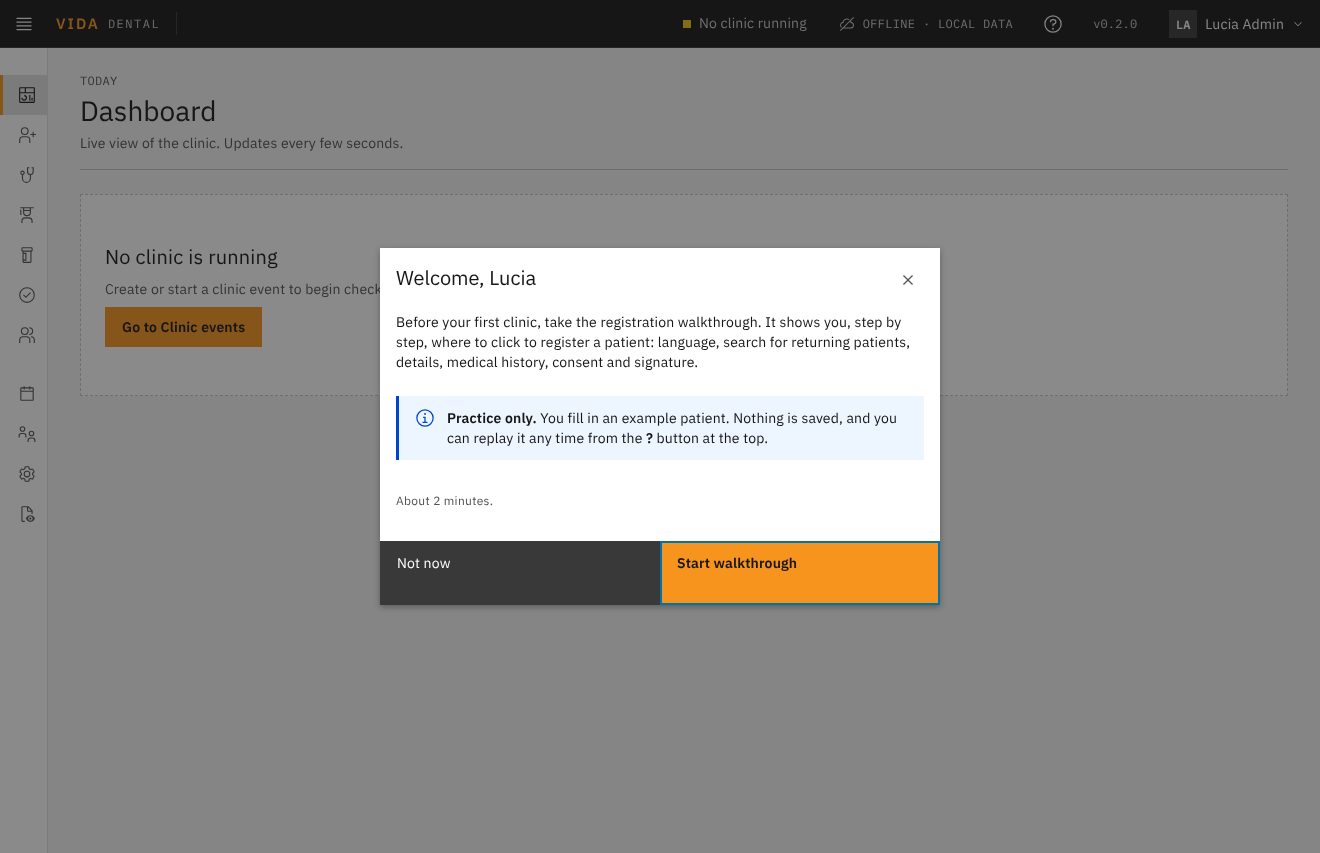 VIDA DENTAL
No clinic running
OFFLINE · LOCAL DATA
v0.2.0
LA
Lucia Admin
TODAY
Dashboard
Live view of the clinic. Updates every few seconds.
No clinic is running
Create or start a clinic event to begin check
Go to Clinic events
Welcome, Lucia
Before your first clinic, take the registration walkthrough. It shows you, step by
step, where to click to register a patient: language, search for returning patients,
details, medical history, consent and signature.
Practice only. You fill in an example patient. Nothing is saved, and you
can replay it any time from the ? button at the top.
About 2 minutes.
Not now
Start walkthrough